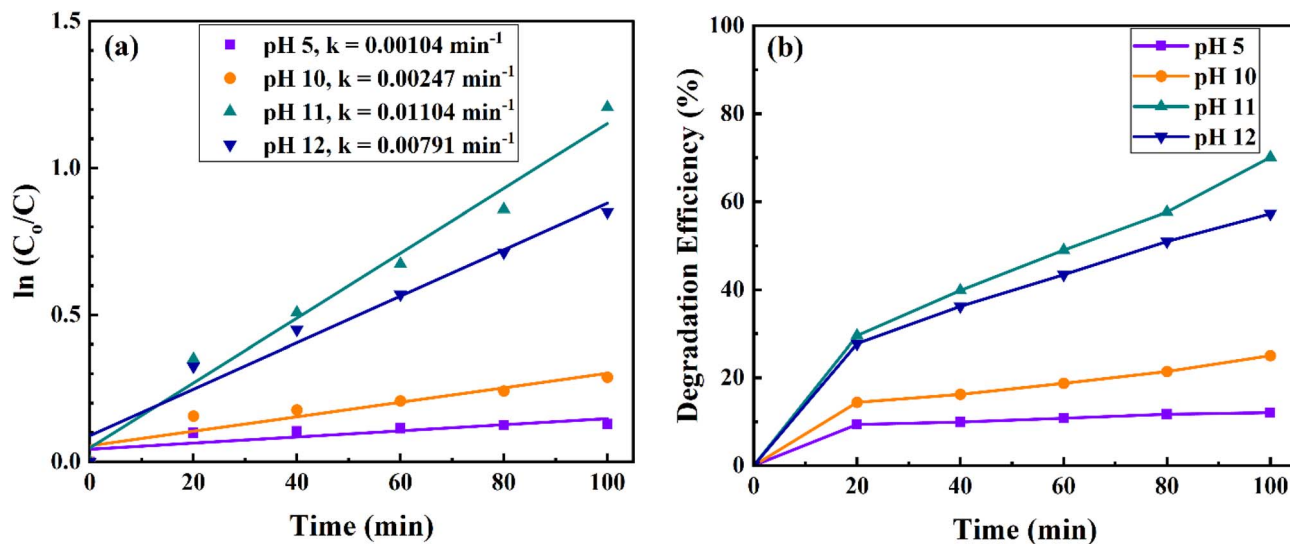 (a)
pH 5, k = 0.00104 min⁻¹
pH 10, k = 0.00247 min⁻¹
pH 11, k = 0.01104 min⁻¹
pH 12, k = 0.00791 min⁻¹
ln (C₀/C)
1.5
1.0
0.5
0.0
0 20 40 60 80 100
Time (min)
(b)
pH 5
pH 10
pH 11
pH 12
Degradation Efficiency (%)
100
80
60
40
20
0
0 20 40 60 80 100
Time (min)